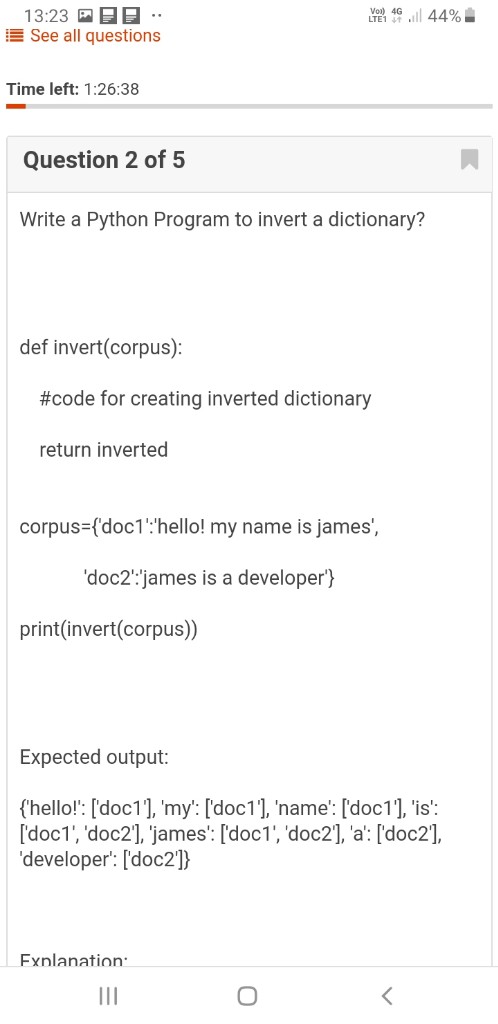 13:23
Vo)) 4G
LTE1
44%
See all questions
Time left: 1:26:38
Question 2 of 5
Write a Python Program to invert a dictionary?
def invert(corpus):
#code for creating inverted dictionary
return inverted
corpus={'doc1':'hello! my name is james',
'doc2':'james is a developer'}
print(invert(corpus))
Expected output:
{'hello!': ['doc1'], 'my': ['doc1'], 'name': ['doc1'], 'is':
['doc1', 'doc2'], 'james': ['doc1', 'doc2'], 'a': ['doc2'],
'developer': ['doc2']}
Explanation: